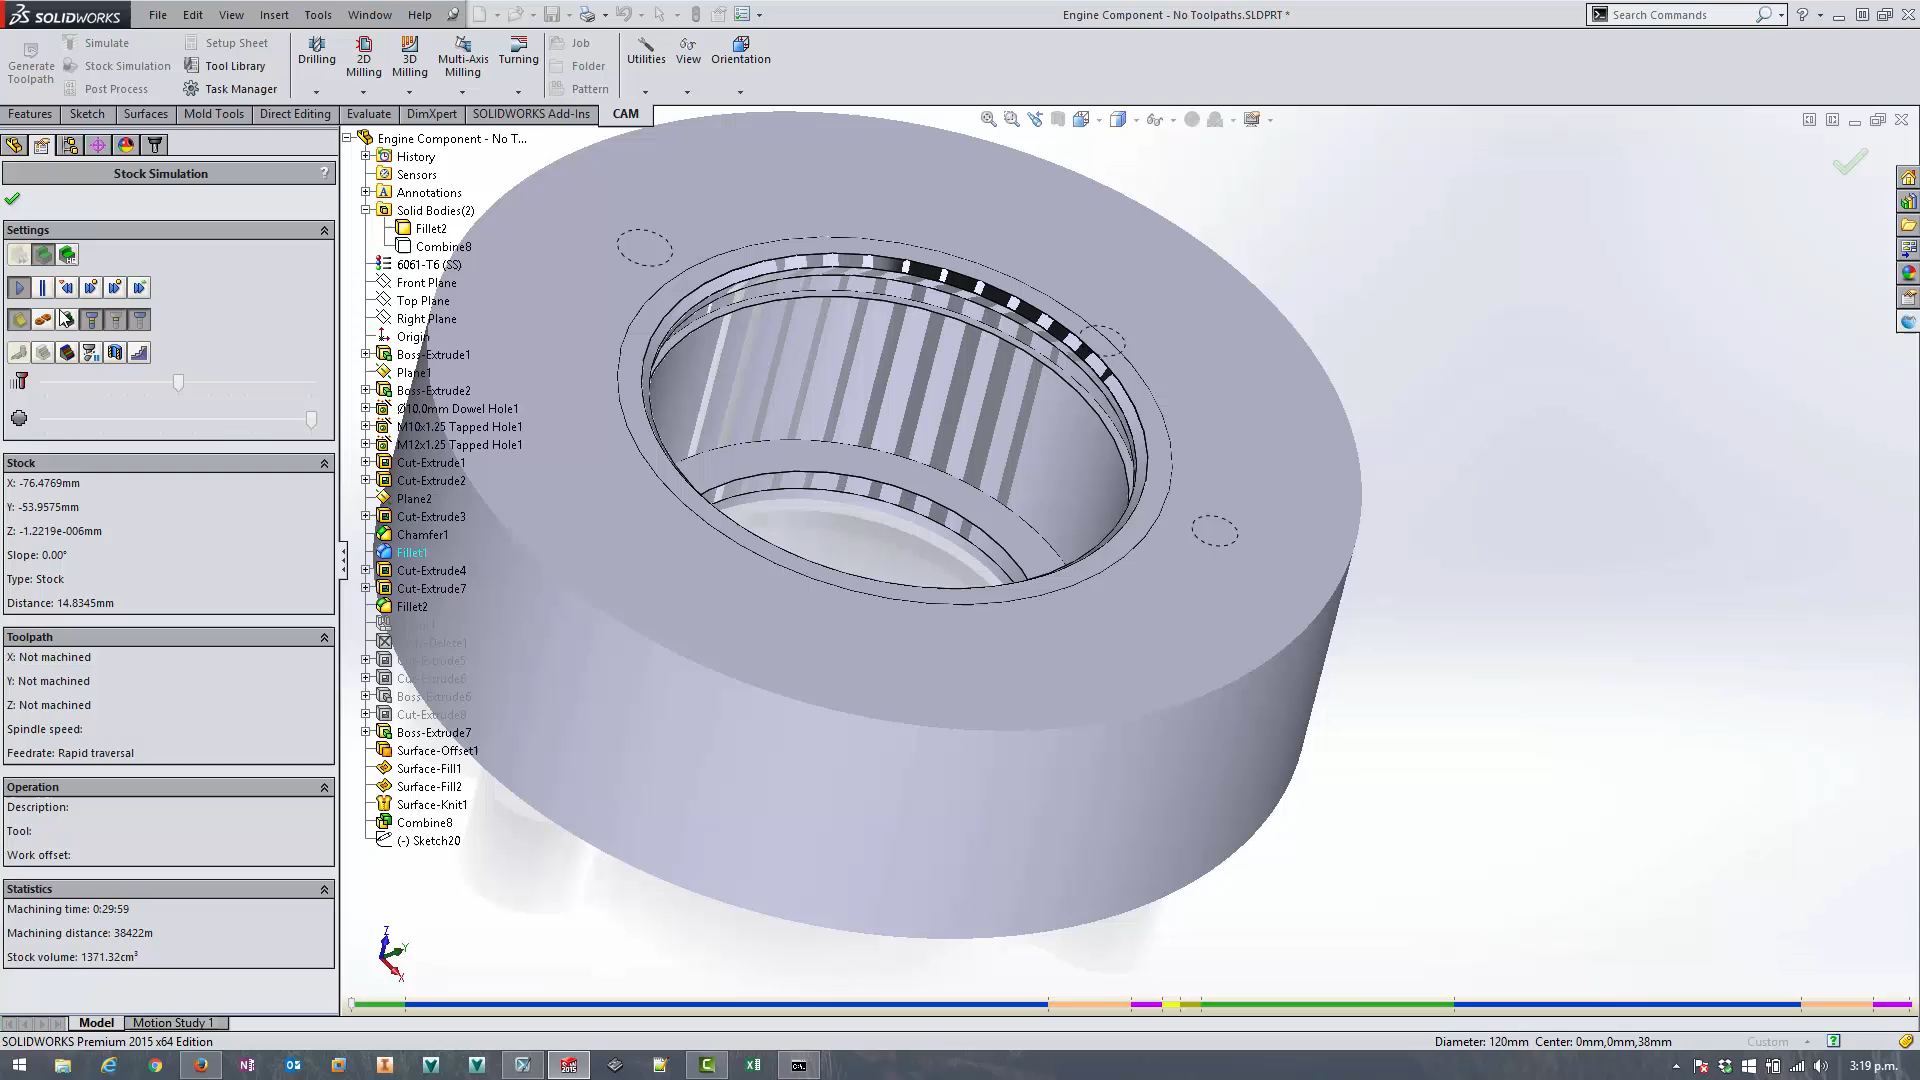 SOLIDWORKS
File Edit View Insert Tools Window Help
Engine Component - No Toolpaths.SLDPRT *
Search Commands
Generate Toolpath
Simulate
Stock Simulation
Post Process
Setup Sheet
Tool Library
Task Manager
Drilling
2D Milling
3D Milling
Multi-Axis Milling
Turning
Job
Folder
Pattern
Utilities
View
Orientation
Features Sketch Surfaces Mold Tools Direct Editing Evaluate DimXpert SOLIDWORKS Add-Ins CAM
Stock Simulation ?
Settings
Stock
X: -76.4769mm
Y: -53.9575mm
Z: -1.2219e-006mm
Slope: 0.00°
Type: Stock
Distance: 14.8345mm
Toolpath
X: Not machined
Y: Not machined
Z: Not machined
Spindle speed:
Feedrate: Rapid traversal
Operation
Description:
Tool:
Work offset:
Statistics
Machining time: 0:29:59
Machining distance: 38422m
Stock volume: 1371.32cm³
Engine Component - No T...
History
Sensors
Annotations
Solid Bodies(2)
Fillet2
Combine8
6061-T6 (SS)
Front Plane
Top Plane
Right Plane
Origin
Boss-Extrude1
Plane1
Boss-Extrude2
Ø10.0mm Dowel Hole1
M10x1.25 Tapped Hole1
M12x1.25 Tapped Hole1
Cut-Extrude1
Cut-Extrude2
Plane2
Cut-Extrude3
Chamfer1
Fillet1
Cut-Extrude4
Cut-Extrude7
Fillet2
Cut-Extrude5
Cut-Extrude6
Boss-Extrude6
Cut-Extrude8
Boss-Extrude7
Surface-Offset1
Surface-Fill1
Surface-Fill2
Surface-Knit1
Combine8
(-) Sketch20
Z
Y
X
Model Motion Study 1
SOLIDWORKS Premium 2015 x64 Edition
Diameter: 120mm Center: 0mm,0mm,38mm
Custom
3:19 p.m.